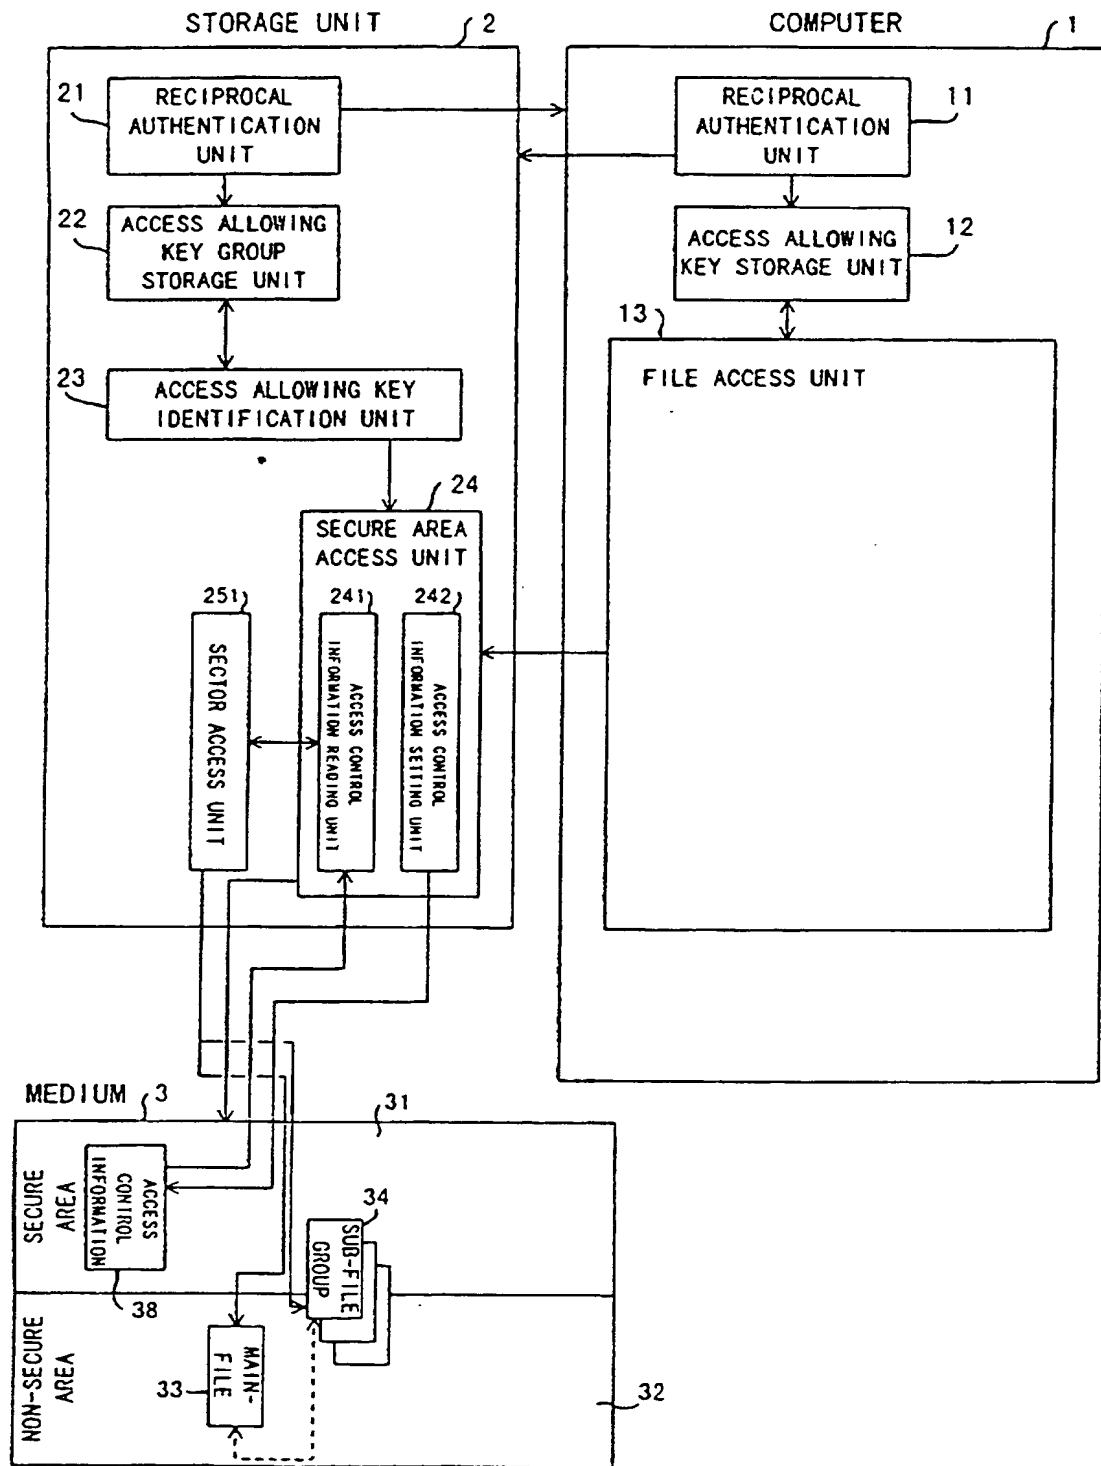 STORAGE UNIT
2
COMPUTER
1
21
RECIPROCAL
AUTHENTICATION
UNIT
RECIPROCAL
AUTHENTICATION
UNIT
11
22
ACCESS ALLOWING
KEY GROUP
STORAGE UNIT
ACCESS ALLOWING
KEY STORAGE UNIT
12
13
FILE ACCESS UNIT
23
ACCESS ALLOWING KEY
IDENTIFICATION UNIT
24
SECURE AREA
ACCESS UNIT
251
241
242
SECTOR ACCESS UNIT
ACCESS CONTROL
INFORMATION READING UNIT
ACCESS CONTROL
INFORMATION SETTING UNIT
MEDIUM
3
31
SECURE
AREA
ACCESS
CONTROL
INFORMATION
38
34
SUB-FILE
GROUP
NON-SECURE
AREA
33
MAIN-
FILE
32